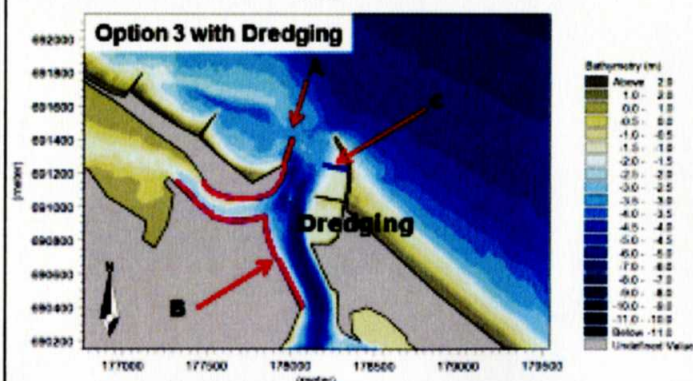 Option 3 with Dredging
A
C
Dredging
B
N
692000
691800
691600
691400
691200
691000
690800
690600
690400
690200
(meter)
177000
177500
178000
178500
179000
179500
(meter)
Bathymetry (m)
Above 2.0
1.0 - 2.0
0.0 - 1.0
-0.5 - 0.0
-1.0 - -0.5
-1.5 - -1.0
-2.0 - -1.5
-2.5 - -2.0
-3.0 - -2.5
-3.5 - -3.0
-4.0 - -3.5
-4.5 - -4.0
-5.0 - -4.5
-6.0 - -5.0
-7.0 - -6.0
-8.0 - -7.0
-9.0 - -8.0
-10.0 - -9.0
-11.0 - -10.0
Below -11.0
Undefined Value